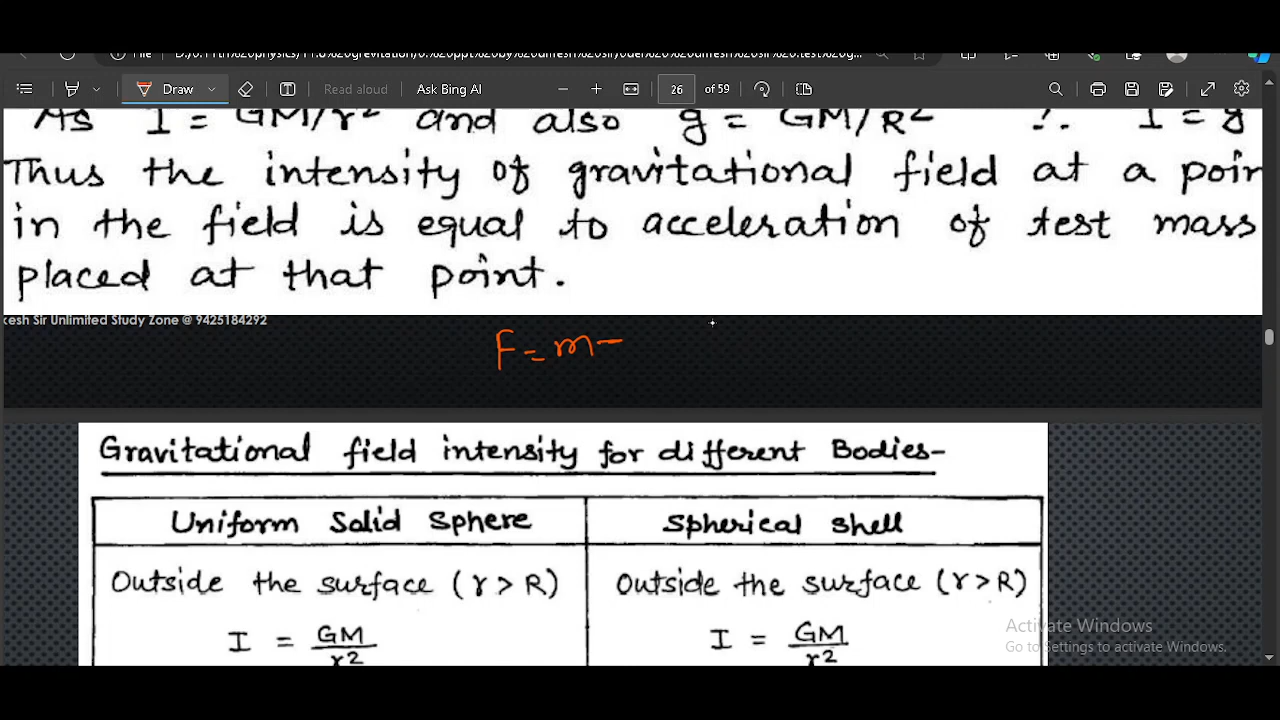 File
Draw
Read aloud
Ask Bing AI
26
of 59
As I = GM/r² and also g = GM/R² ∴ I = g
Thus the intensity of gravitational field at a poin
in the field is equal to acceleration of test mass
placed at that point.
kesh Sir Unlimited Study Zone @ 9425184292
F = m
Gravitational field intensity for different Bodies-
Uniform Solid Sphere
Spherical Shell
Outside the surface (r > R)
Outside the surface (r > R)
I = GM/r²
I = GM/r²
Activate Windows
Go to Settings to activate Windows.